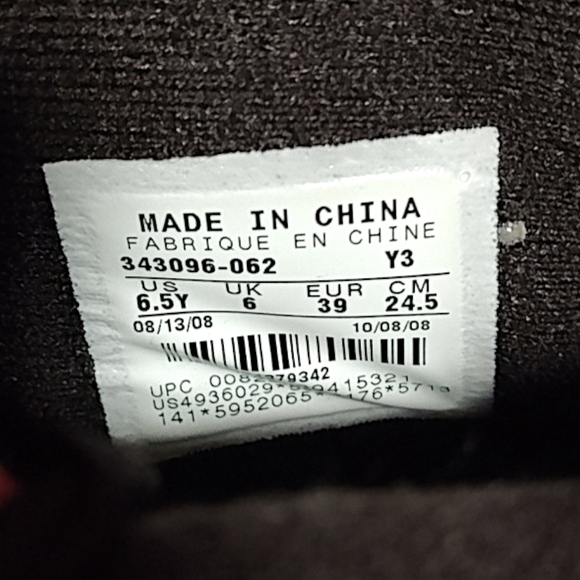 MADE IN CHINA
FABRIQUE EN CHINE
343096-062 Y3
US UK EUR CM
6.5Y 6 39 24.5
08/13/08 10/08/08
UPC